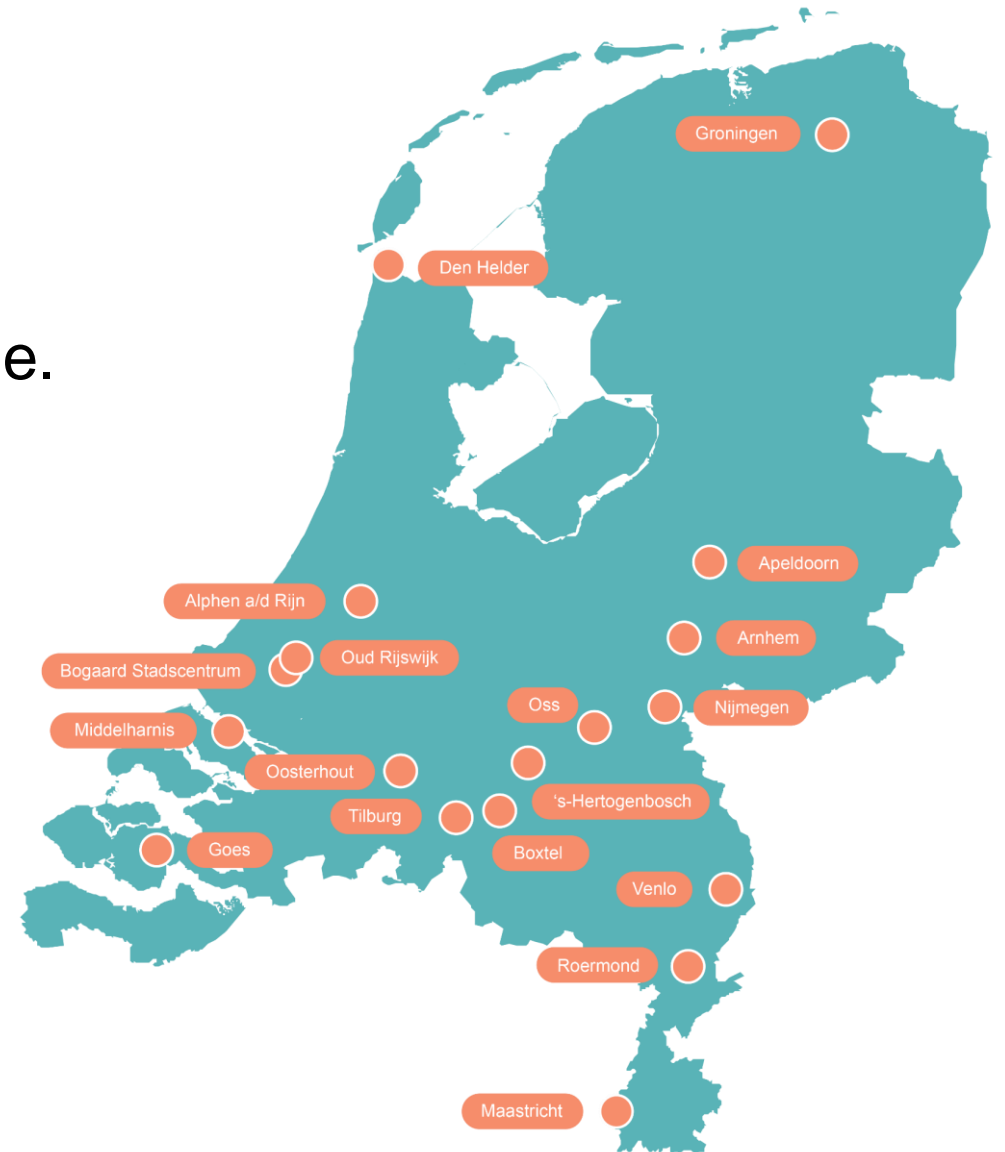 Groningen
Den Helder
e.
Apeldoorn
Alphen a/d Rijn
Arnhem
Oud Rijswijk
Bogaard Stadscentrum
Oss
Nijmegen
Middelharnis
Oosterhout
‘s-Hertogenbosch
Tilburg
Goes
Boxtel
Venlo
Roermond
Maastricht